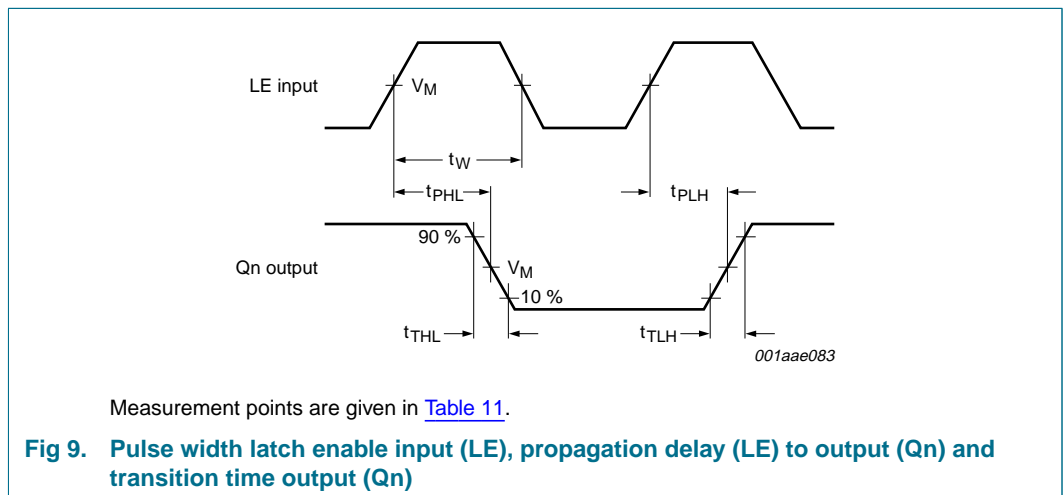 LE input
VM
tW
tPHL
tPLH
90 %
Qn output
VM
10 %
tTHL
tTLH
001aae083
Measurement points are given in Table 11.
Fig 9. Pulse width latch enable input (LE), propagation delay (LE) to output (Qn) and
transition time output (Qn)